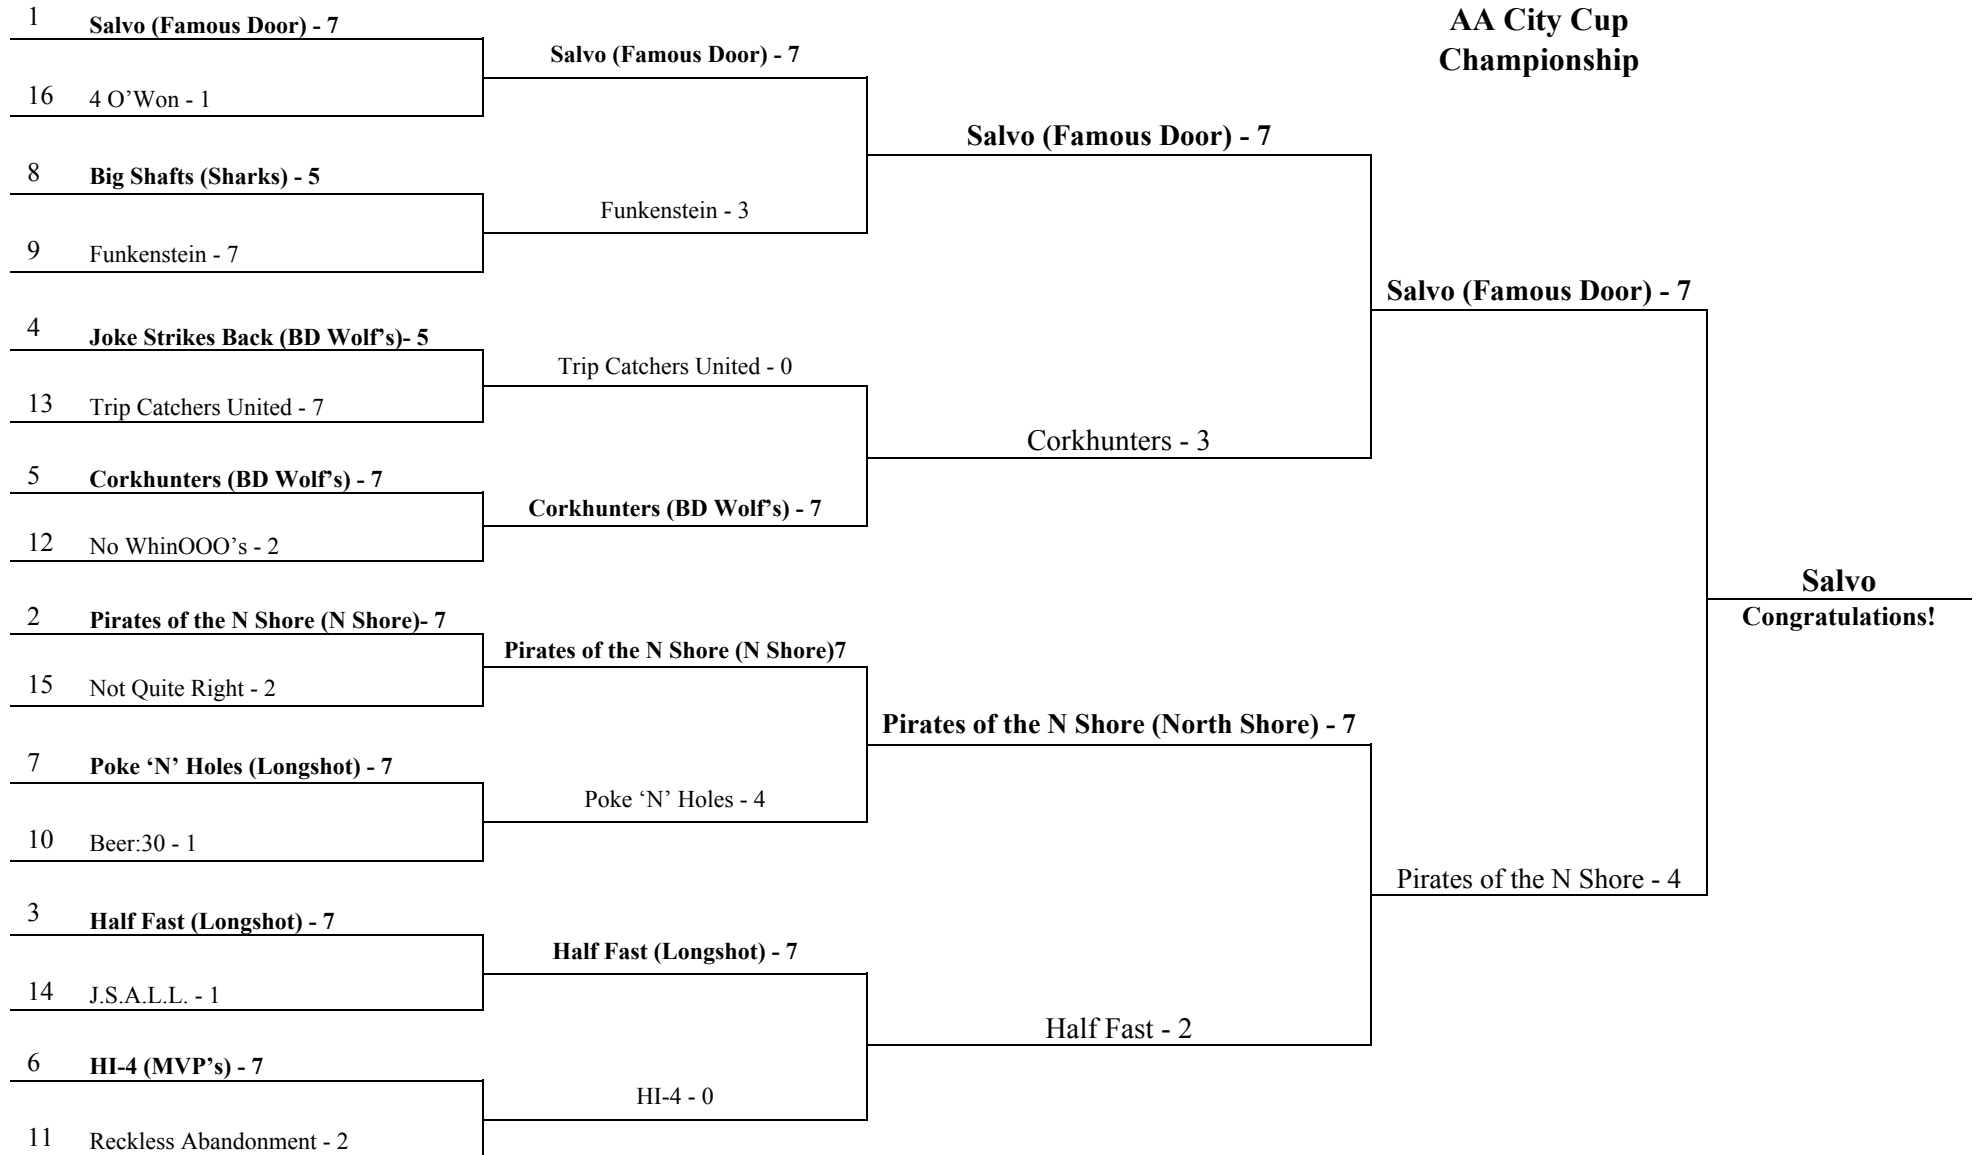 AA City Cup
Championship
1 Salvo (Famous Door) - 7
16 4 O’Won - 1
8 Big Shafts (Sharks) - 5
9 Funkenstein - 7
4 Joke Strikes Back (BD Wolf’s)- 5
13 Trip Catchers United - 7
5 Corkhunters (BD Wolf’s) - 7
12 No WhinOOO’s - 2
2 Pirates of the N Shore (N Shore)- 7
15 Not Quite Right - 2
7 Poke ‘N’ Holes (Longshot) - 7
10 Beer:30 - 1
3 Half Fast (Longshot) - 7
14 J.S.A.L.L. - 1
6 HI-4 (MVP’s) - 7
11 Reckless Abandonment - 2
Salvo (Famous Door) - 7
Funkenstein - 3
Trip Catchers United - 0
Corkhunters (BD Wolf’s) - 7
Pirates of the N Shore (N Shore)7
Poke ‘N’ Holes - 4
Half Fast (Longshot) - 7
HI-4 - 0
Salvo (Famous Door) - 7
Corkhunters - 3
Pirates of the N Shore (North Shore) - 7
Half Fast - 2
Salvo (Famous Door) - 7
Pirates of the N Shore - 4
Salvo
Congratulations!